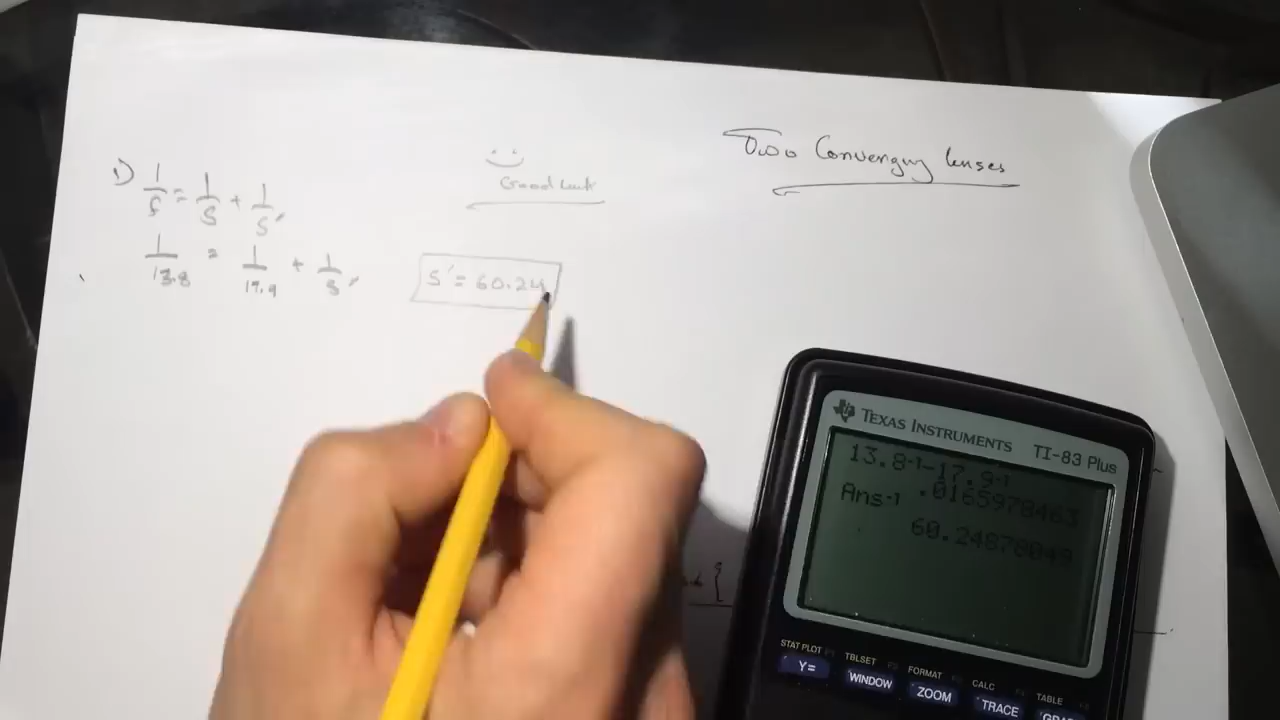 Two Converging lenses
Good luck
1) 1/f = 1/s + 1/s'
1/13.8 = 1/17.9 + 1/s'
s' = 60.24
TEXAS INSTRUMENTS TI-83 Plus
13.8⁻¹-17.9⁻¹
.0165978463
Ans⁻¹
60.24878049
STAT PLOT TBLSET FORMAT CALC TABLE
Y= WINDOW ZOOM TRACE